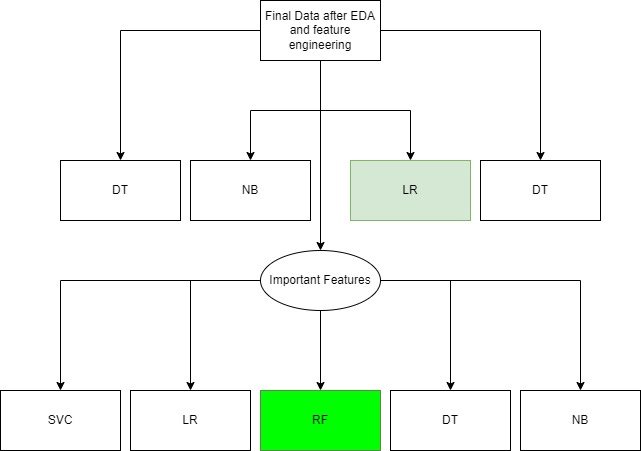 Final Data after EDA
and feature
engineering
DT
NB
LR
DT
Important Features
SVC
LR
RF
DT
NB